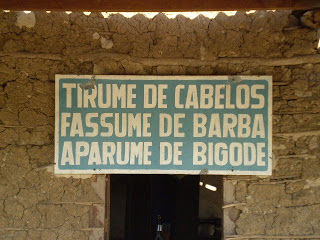 TIRUME DE CABELOS
FASSUME DE BARBA
APARUME DE BIGODE